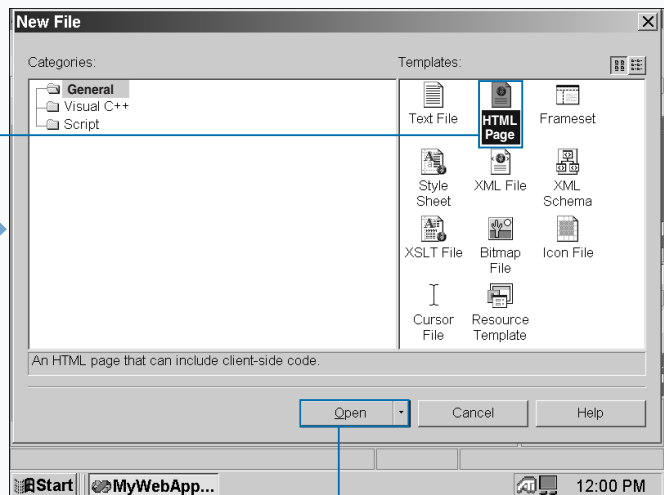 New File
Categories:
Templates:
General
Visual C++
Script
Text File
HTML Page
Frameset
Style Sheet
XML File
XML Schema
XSLT File
Bitmap File
Icon File
Cursor File
Resource Template
An HTML page that can include client-side code.
Open
Cancel
Help
Start
MyWebApp...
12:00 PM